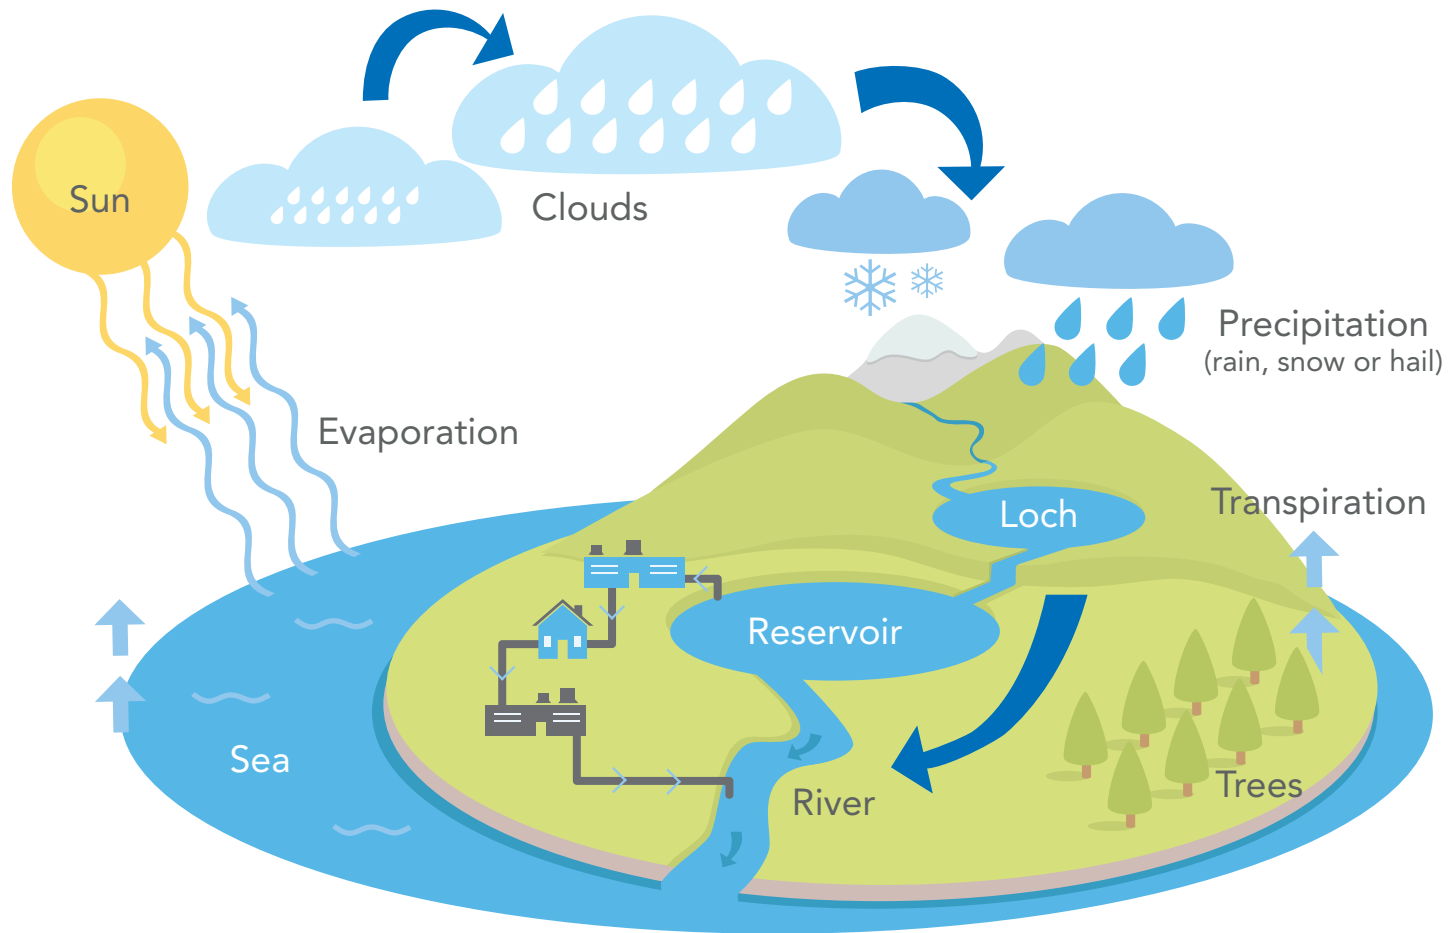 Sun
Clouds
Precipitation
(rain, snow or hail)
Evaporation
Transpiration
Loch
Reservoir
Sea
River
Trees